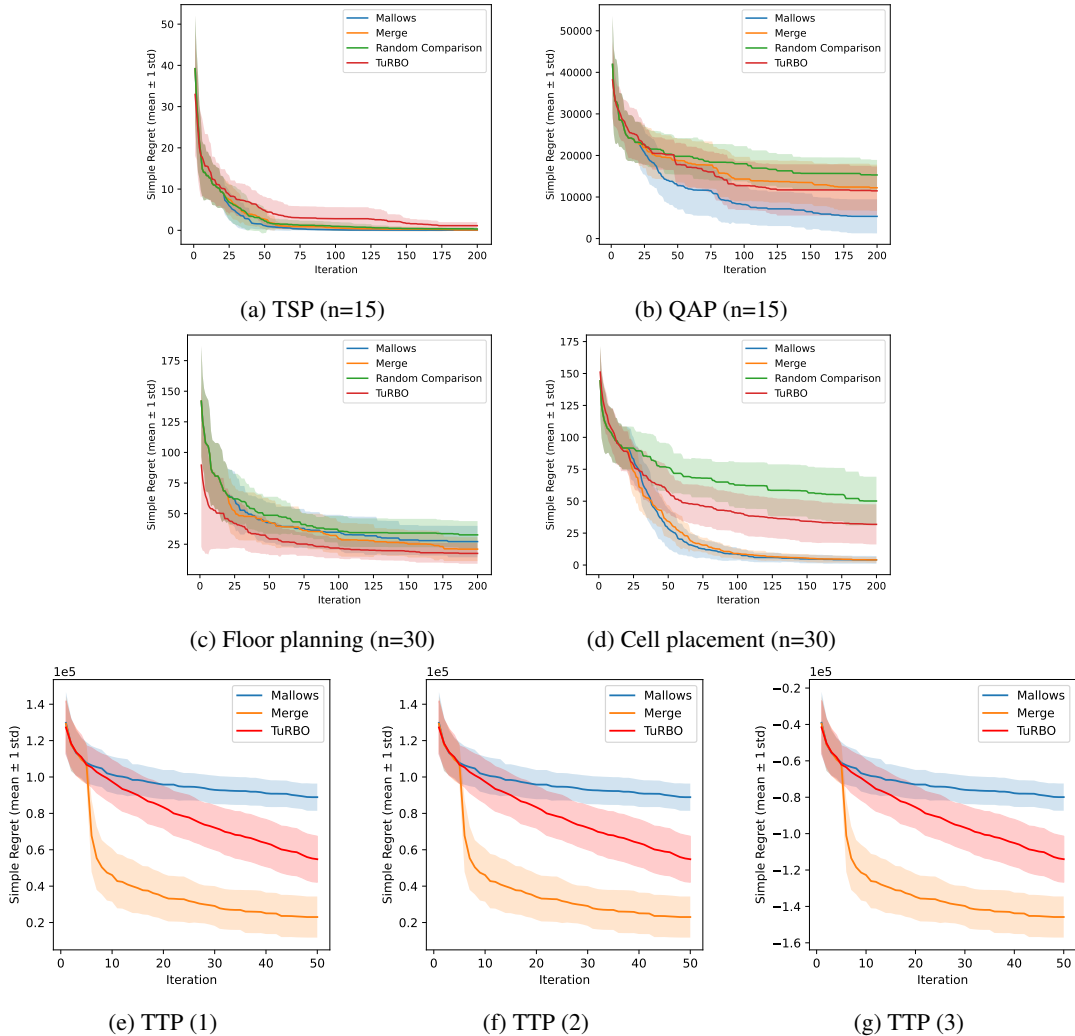 Simple Regret (mean ± 1 std)
50
40
30
20
10
0
0
25
50
75
100
125
150
175
200
Iteration
Mallows
Merge
Random Comparison
TuRBO
(a) TSP (n=15)
Simple Regret (mean ± 1 std)
50000
40000
30000
20000
10000
0
0
25
50
75
100
125
150
175
200
Iteration
Mallows
Merge
Random Comparison
TuRBO
(b) QAP (n=15)
Simple Regret (mean ± 1 std)
175
150
125
100
75
50
25
0
25
50
75
100
125
150
175
200
Iteration
Mallows
Merge
Random Comparison
TuRBO
(c) Floor planning (n=30)
Simple Regret (mean ± 1 std)
175
150
125
100
75
50
25
0
0
25
50
75
100
125
150
175
200
Iteration
Mallows
Merge
Random Comparison
TuRBO
(d) Cell placement (n=30)
1e5
Simple Regret (mean ± 1 std)
1.4
1.2
1.0
0.8
0.6
0.4
0.2
0
10
20
30
40
50
Iteration
Mallows
Merge
TuRBO
(e) TTP (1)
1e5
Simple Regret (mean ± 1 std)
1.4
1.2
1.0
0.8
0.6
0.4
0.2
0
10
20
30
40
50
Iteration
Mallows
Merge
TuRBO
(f) TTP (2)
1e5
Simple Regret (mean ± 1 std)
−0.2
−0.4
−0.6
−0.8
−1.0
−1.2
−1.4
−1.6
0
10
20
30
40
50
Iteration
Mallows
Merge
TuRBO
(g) TTP (3)